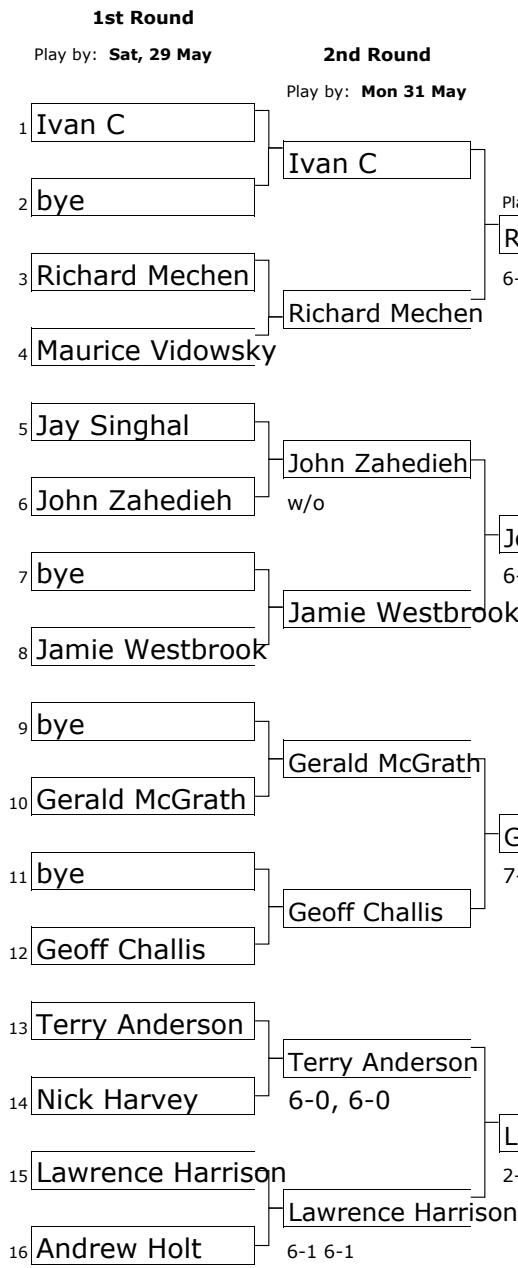 1st Round
Play by: Sat, 29 May
2nd Round
Play by: Mon 31 May
1 Ivan C
Ivan C
2 bye
3 Richard Mechen
Richard Mechen
4 Maurice Vidowsky
5 Jay Singhal
John Zahedieh
6 John Zahedieh
w/o
7 bye
Jamie Westbrook
8 Jamie Westbrook
9 bye
Gerald McGrath
10 Gerald McGrath
11 bye
Geoff Challis
12 Geoff Challis
13 Terry Anderson
Terry Anderson
14 Nick Harvey
6-0, 6-0
15 Lawrence Harrison
Lawrence Harrison
16 Andrew Holt
6-1 6-1